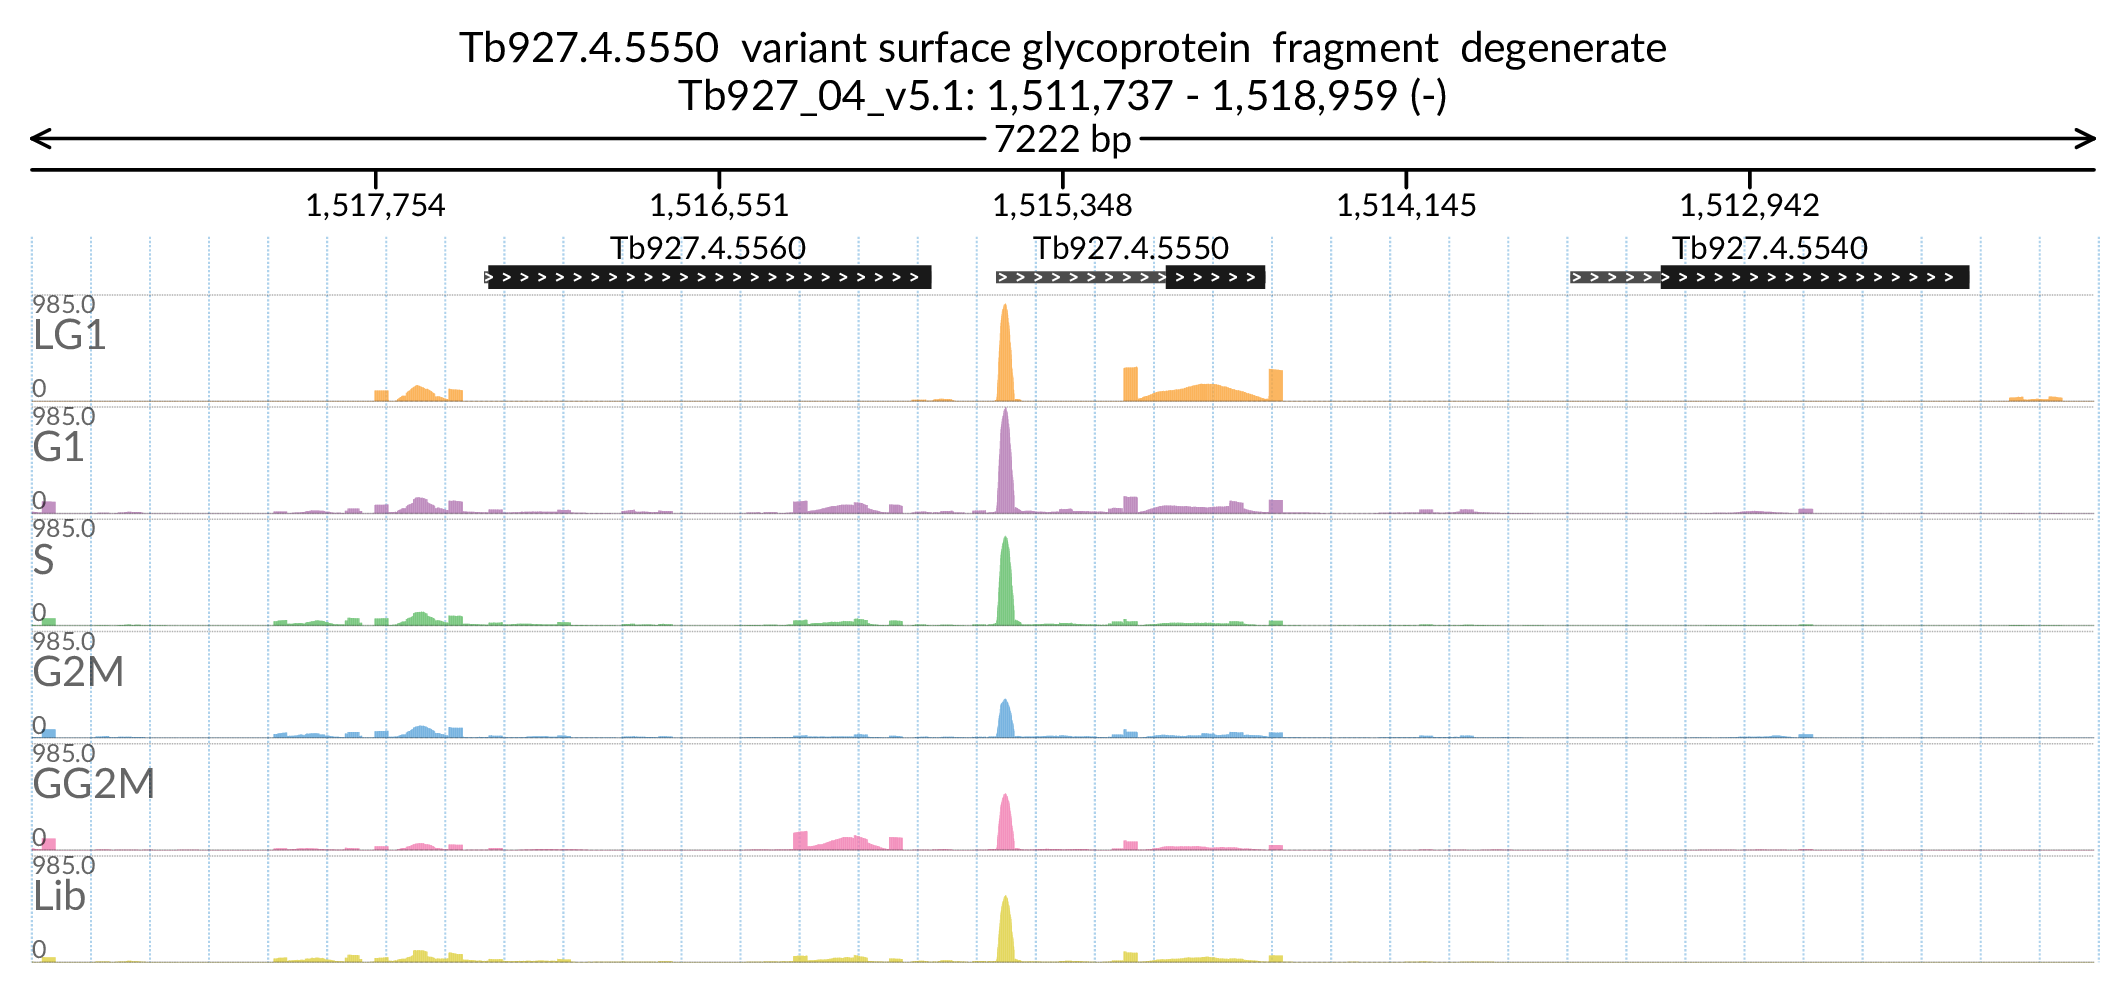 Tb927.4.5550 variant surface glycoprotein fragment degenerate
Tb927_04_v5.1: 1,511,737 - 1,518,959 (-)
7222 bp
1,517,754 1,516,551 1,515,348 1,514,145 1,512,942
Tb927.4.5560 Tb927.4.5550 Tb927.4.5540
985.0
LG1
0
985.0
G1
0
985.0
S
0
985.0
G2M
0
985.0
GG2M
0
985.0
Lib
0